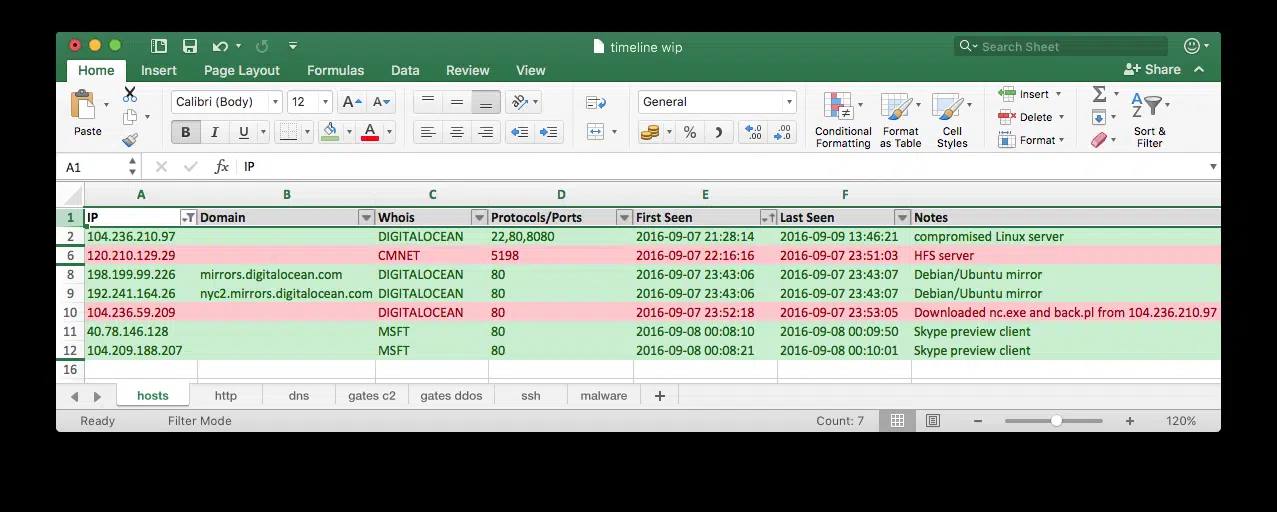 timeline wip
Search Sheet
Home Insert Page Layout Formulas Data Review View
Share
Paste
Calibri (Body) 12 A A
B I U A
General
% )
.0 .00 .00 .0
Conditional Formatting
Format as Table
Cell Styles
Insert
Delete
Format
Σ
A Z
Sort & Filter
A1 fx IP
A B C D E F
1 IP Domain Whois Protocols/Ports First Seen Last Seen Notes
2 104.236.210.97 DIGITALOCEAN 22,80,8080 2016-09-07 21:28:14 2016-09-09 13:46:21 compromised Linux server
6 120.210.129.29 CMNET 5198 2016-09-07 22:16:16 2016-09-07 23:51:03 HFS server
8 198.199.99.226 mirrors.digitalocean.com DIGITALOCEAN 80 2016-09-07 23:43:06 2016-09-07 23:43:07 Debian/Ubuntu mirror
9 192.241.164.26 nyc2.mirrors.digitalocean.com DIGITALOCEAN 80 2016-09-07 23:43:06 2016-09-07 23:43:07 Debian/Ubuntu mirror
10 104.236.59.209 DIGITALOCEAN 80 2016-09-07 23:52:18 2016-09-07 23:53:05 Downloaded nc.exe and back.pl from 104.236.210.97
11 40.78.146.128 MSFT 80 2016-09-08 00:08:10 2016-09-08 00:09:50 Skype preview client
12 104.209.188.207 MSFT 80 2016-09-08 00:08:21 2016-09-08 00:10:01 Skype preview client
16
hosts http dns gates c2 gates ddos ssh malware +
Ready Filter Mode Count: 7 120%